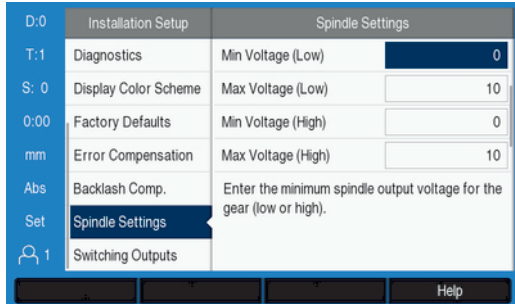 D:0
T:1
S: 0
0:00
mm
Abs
Set
1
Installation Setup
Diagnostics
Display Color Scheme
Factory Defaults
Error Compensation
Backlash Comp.
Spindle Settings
Switching Outputs
Spindle Settings
Min Voltage (Low) 0
Max Voltage (Low) 10
Min Voltage (High) 0
Max Voltage (High) 10
Enter the minimum spindle output voltage for the
gear (low or high).
Help